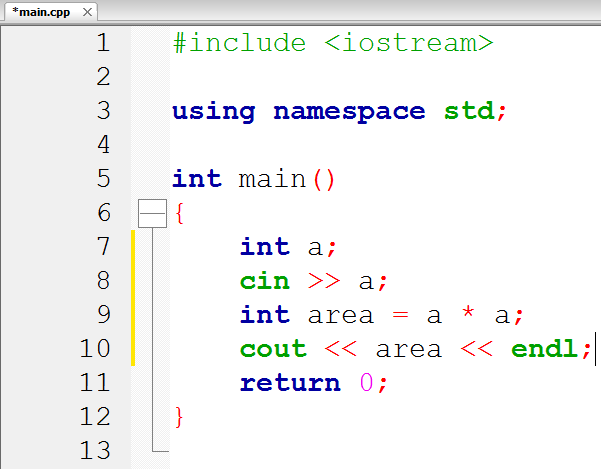 *main.cpp ×
1 #include <iostream>
2
3 using namespace std;
4
5 int main()
6 {
7     int a;
8     cin >> a;
9     int area = a * a;
10     cout << area << endl;
11     return 0;
12 }
13